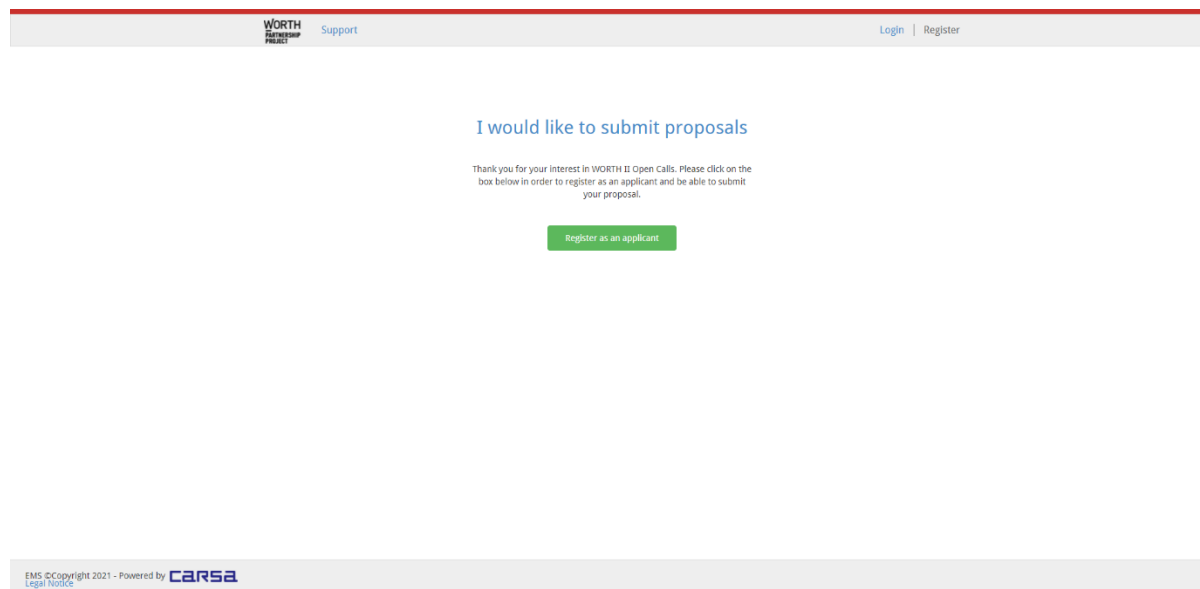 WORTH
PARTNERSHIP
PROJECT
Support
Login | Register
I would like to submit proposals
Thank you for your interest in WORTH II Open Calls. Please click on the
box below in order to register as an applicant and be able to submit
your proposal.
Register as an applicant
EMS ©Copyright 2021 - Powered by carsa
Legal Notice